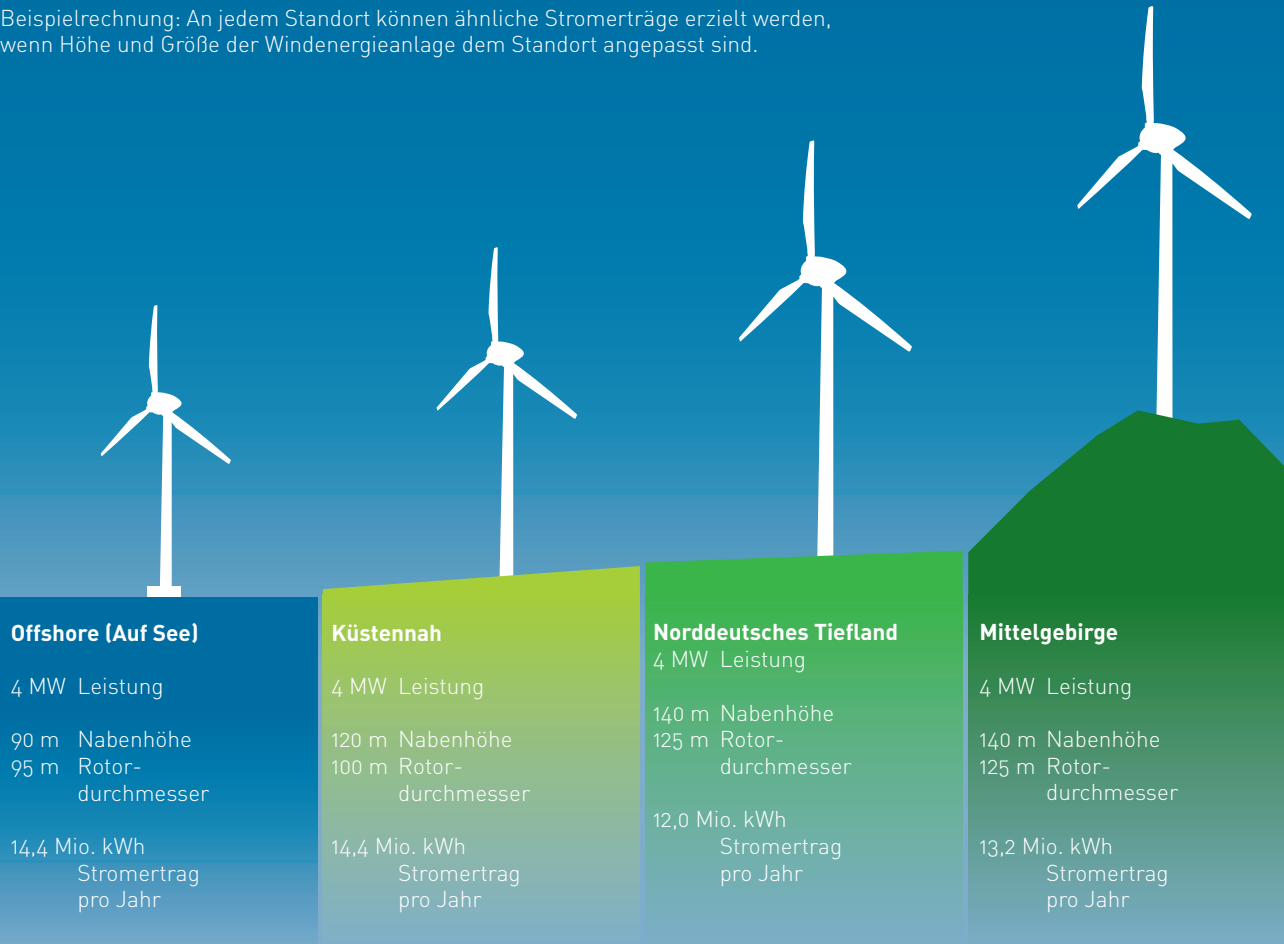 Beispielrechnung: An jedem Standort können ähnliche Stromerträge erzielt werden,
wenn Höhe und Größe der Windenergieanlage dem Standort angepasst sind.
Offshore (Auf See)
4 MW Leistung
90 m Nabenhöhe
95 m Rotor-
durchmesser
14,4 Mio. kWh
Stromertrag
pro Jahr
Küstennah
4 MW Leistung
120 m Nabenhöhe
100 m Rotor-
durchmesser
14,4 Mio. kWh
Stromertrag
pro Jahr
Norddeutsches Tiefland
4 MW Leistung
140 m Nabenhöhe
125 m Rotor-
durchmesser
12,0 Mio. kWh
Stromertrag
pro Jahr
Mittelgebirge
4 MW Leistung
140 m Nabenhöhe
125 m Rotor-
durchmesser
13,2 Mio. kWh
Stromertrag
pro Jahr